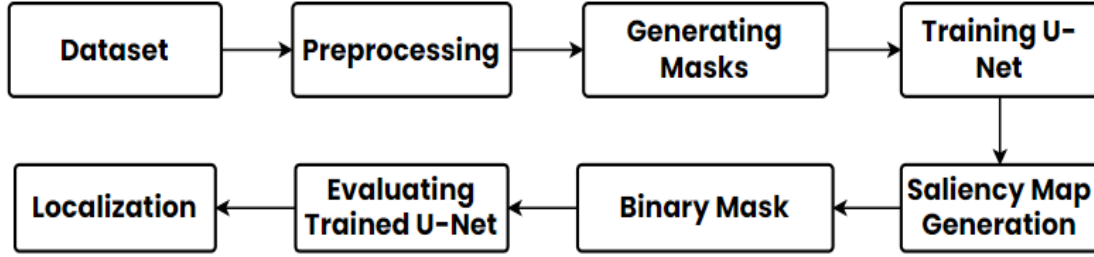 Dataset
Preprocessing
Generating
Masks
Training U-
Net
Saliency Map
Generation
Binary Mask
Evaluating
Trained U-Net
Localization